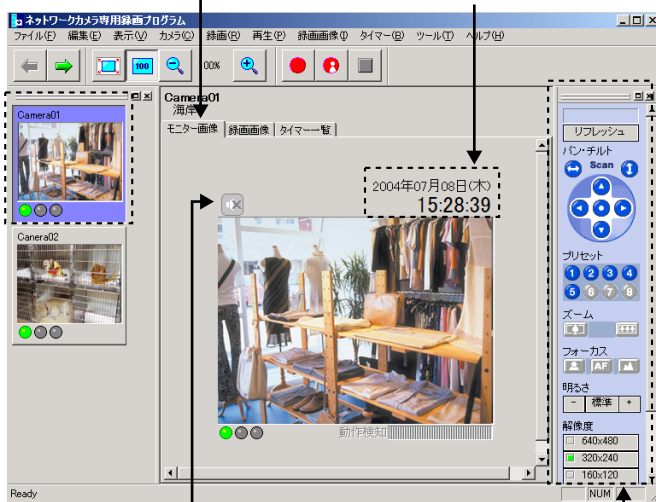 ネットワークカメラ専用録画プログラム
ファイル(F) 編集(E) 表示(V) カメラ(C) 録画(R) 再生(P) 録画画像(I) タイマー(B) ツール(T) ヘルプ(H)
100 00%
Camera01
Canera02
Camera01
海岸
モニター画像 録画画像 タイマー一覧
2004年07月08日(木)
15:28:39
動作検知
リフレッシュ
パン・チルト
Scan
プリセット
1 2 3 4
5 6 7 8
ズーム
フォーカス
AF
明るさ
- 標準 +
解像度
640x480
320x240
160x120
Ready NUM